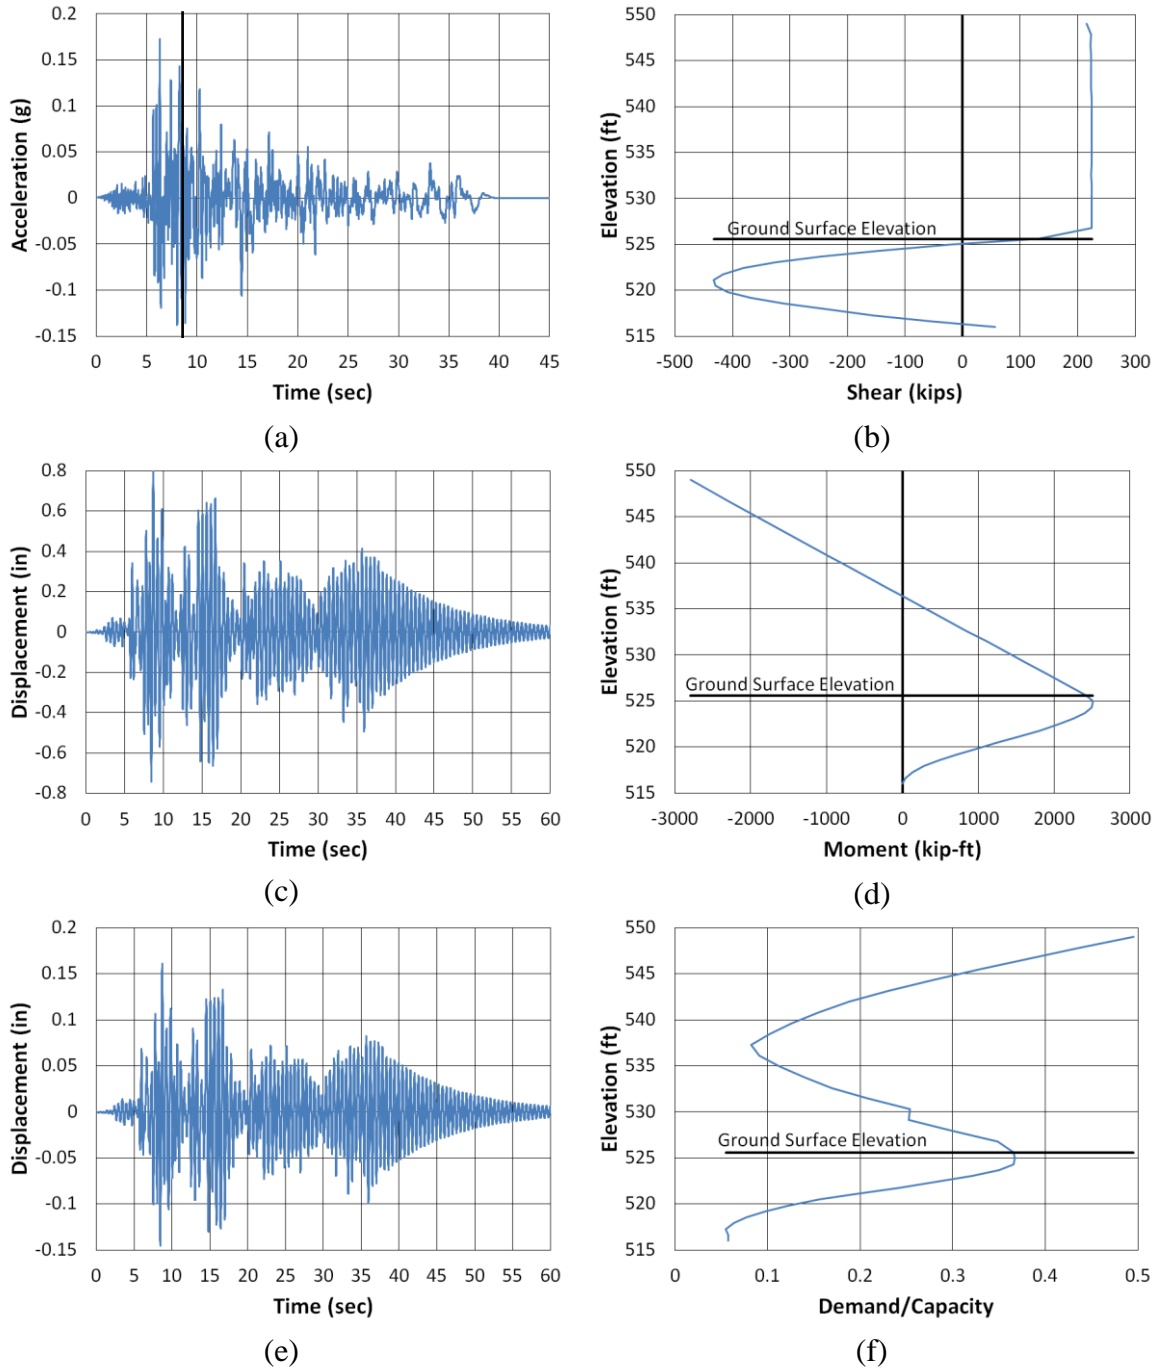 0.2
0.15
0.1
0.05
0
-0.05
-0.1
-0.15
Acceleration (g)
0 5 10 15 20 25 30 35 40 45
Time (sec)
(a)
550
545
540
535
530
525
520
515
Elevation (ft)
Ground Surface Elevation
-500 -400 -300 -200 -100 0 100 200 300
Shear (kips)
(b)
0.8
0.6
0.4
0.2
0
-0.2
-0.4
-0.6
-0.8
Displacement (in)
0 5 10 15 20 25 30 35 40 45 50 55 60
Time (sec)
(c)
550
545
540
535
530
525
520
515
Elevation (ft)
Ground Surface Elevation
-3000 -2000 -1000 0 1000 2000 3000
Moment (kip-ft)
(d)
0.2
0.15
0.1
0.05
0
-0.05
-0.1
-0.15
Displacement (in)
0 5 10 15 20 25 30 35 40 45 50 55 60
Time (sec)
(e)
550
545
540
535
530
525
520
515
Elevation (ft)
Ground Surface Elevation
0 0.1 0.2 0.3 0.4 0.5
Demand/Capacity
(f)